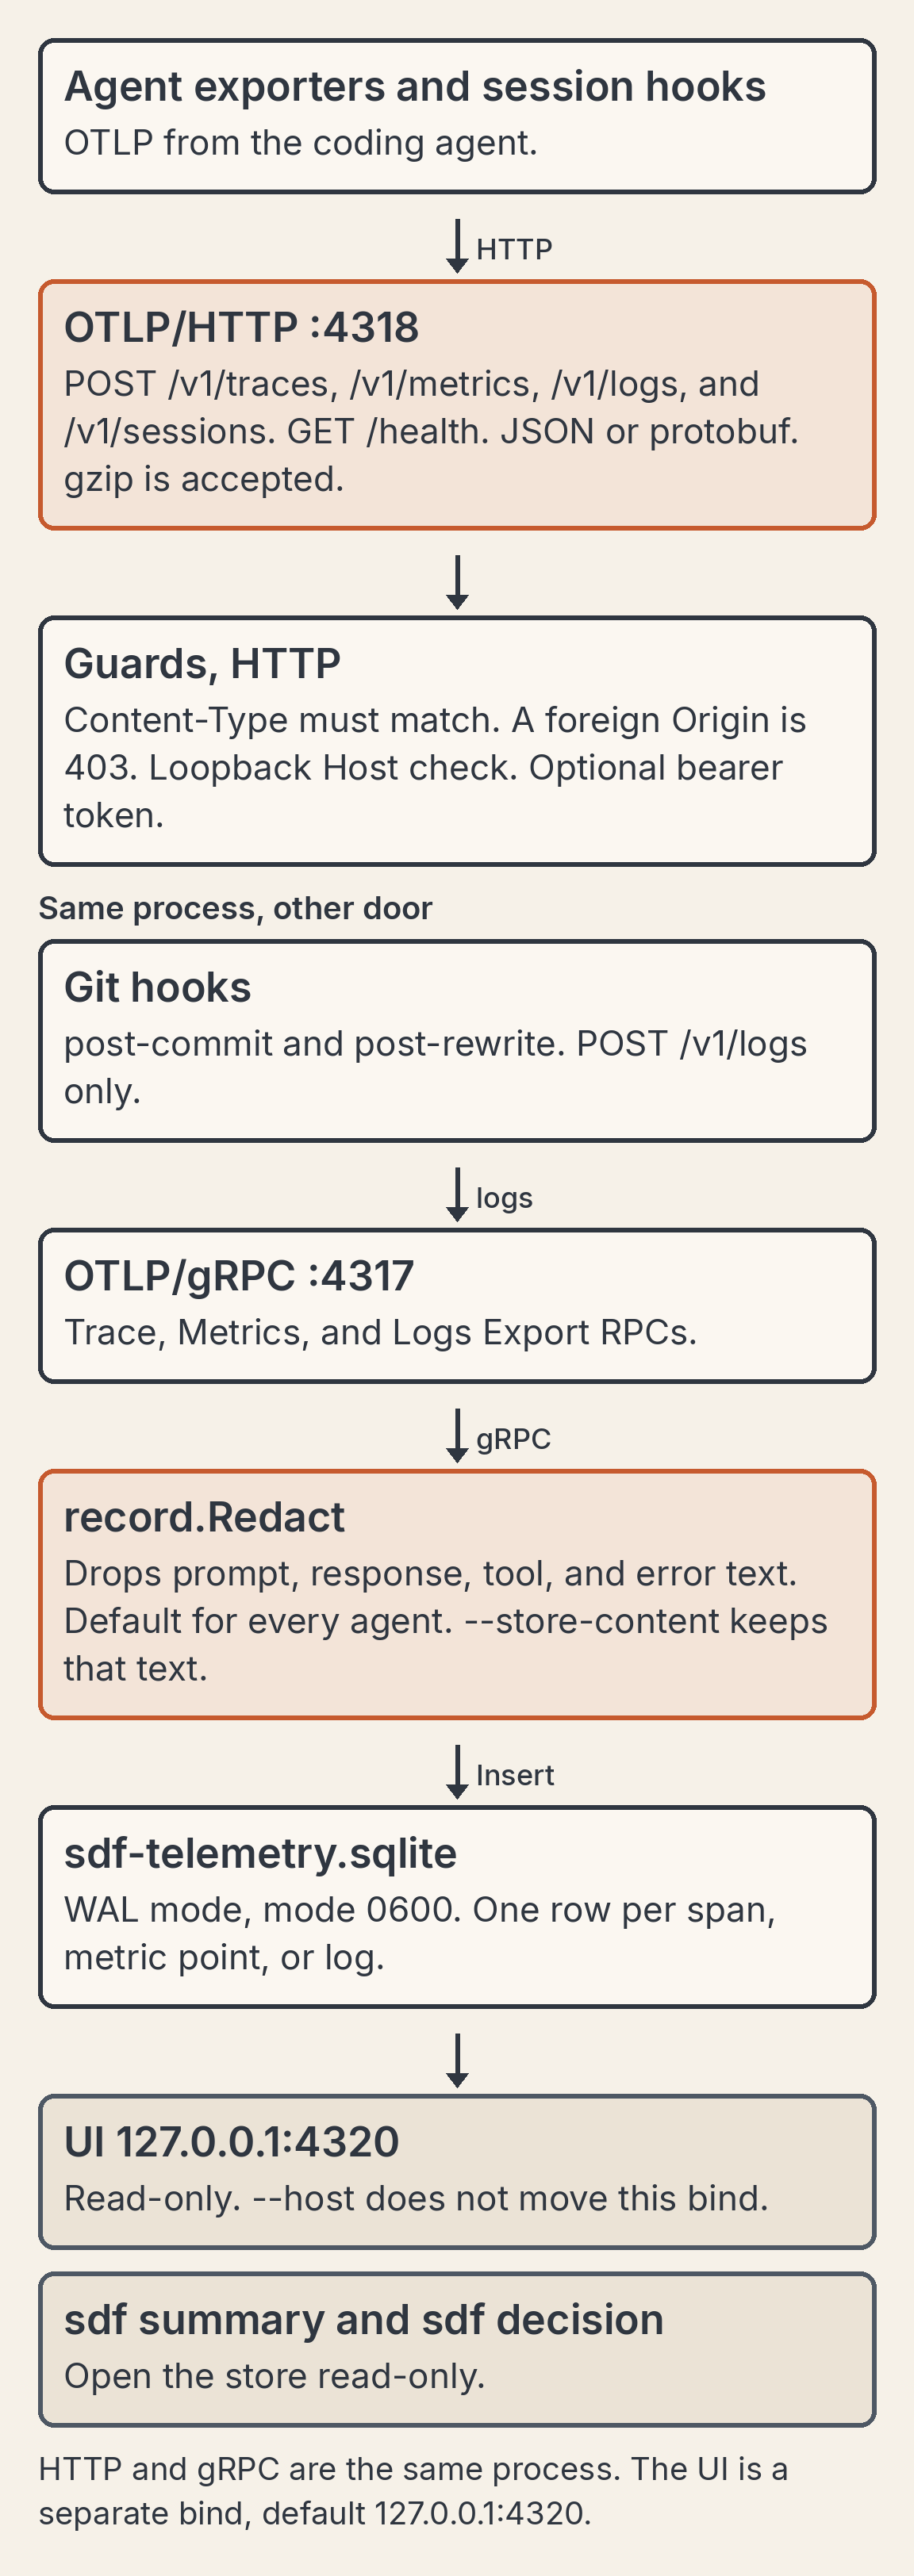 Agent exporters and session hooks
OTLP from the coding agent.
HTTP
OTLP/HTTP :4318
POST /v1/traces, /v1/metrics, /v1/logs, and
/v1/sessions. GET /health. JSON or protobuf.
gzip is accepted.
Guards, HTTP
Content-Type must match. A foreign Origin is
403. Loopback Host check. Optional bearer
token.
Same process, other door
Git hooks
post-commit and post-rewrite. POST /v1/logs
only.
logs
OTLP/gRPC :4317
Trace, Metrics, and Logs Export RPCs.
gRPC
record.Redact
Drops prompt, response, tool, and error text.
Default for every agent. --store-content keeps
that text.
Insert
sdf-telemetry.sqlite
WAL mode, mode 0600. One row per span,
metric point, or log.
UI 127.0.0.1:4320
Read-only. --host does not move this bind.
sdf summary and sdf decision
Open the store read-only.
HTTP and gRPC are the same process. The UI is a
separate bind, default 127.0.0.1:4320.